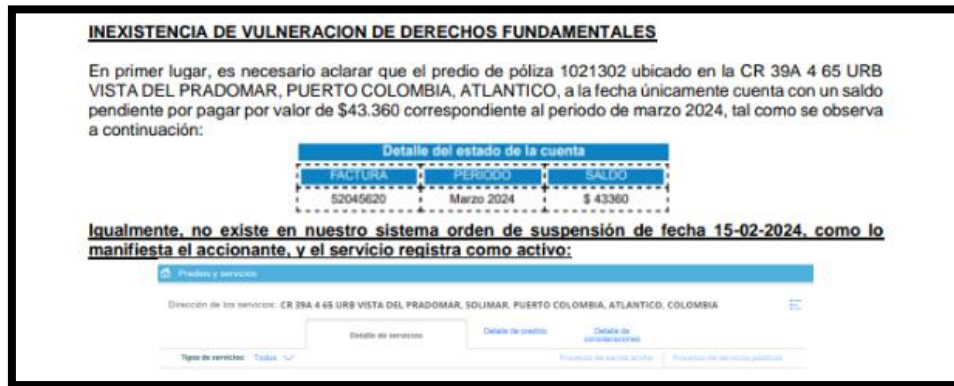 INEXISTENCIA DE VULNERACION DE DERECHOS FUNDAMENTALES
En primer lugar, es necesario aclarar que el predio de póliza 1021302 ubicado en la CR 39A 4 65 URB
VISTA DEL PRADOMAR, PUERTO COLOMBIA, ATLANTICO, a la fecha únicamente cuenta con un saldo
pendiente por pagar por valor de $43.360 correspondiente al periodo de marzo 2024, tal como se observa
a continuación:
Detalle del estado de la cuenta
FACTURA PERIODO SALDO
52045620 Marzo 2024 $ 43360
Igualmente, no existe en nuestro sistema orden de suspensión de fecha 15-02-2024, como lo
manifiesta el accionante, y el servicio registra como activo:
Predios y servicios
Dirección de los servicios: CR 39A 4 65 URB VISTA DEL PRADOMAR, SOLIMAR, PUERTO COLOMBIA, ATLANTICO, COLOMBIA
Detalle de servicios Detalle de predios Detalle de
consideraciones
Tipos de servicios: Todas Procesos de servicios públicos